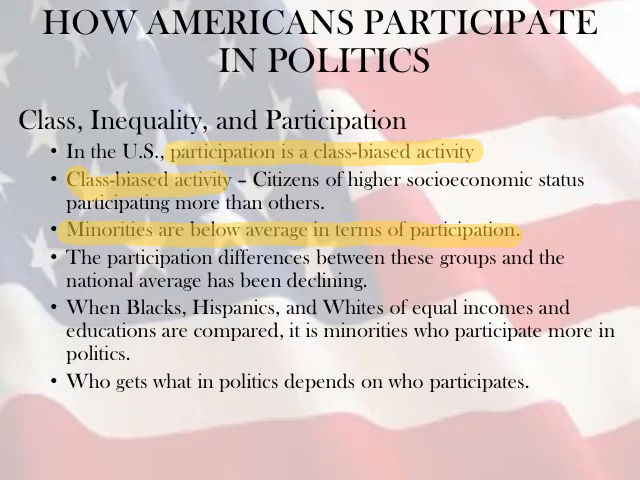 HOW AMERICANS PARTICIPATE
IN POLITICS
Class, Inequality, and Participation
• In the U.S., participation is a class-biased activity
• Class-biased activity – Citizens of higher socioeconomic status
participating more than others.
• Minorities are below average in terms of participation.
• The participation differences between these groups and the
national average has been declining.
• When Blacks, Hispanics, and Whites of equal incomes and
educations are compared, it is minorities who participate more in
politics.
• Who gets what in politics depends on who participates.